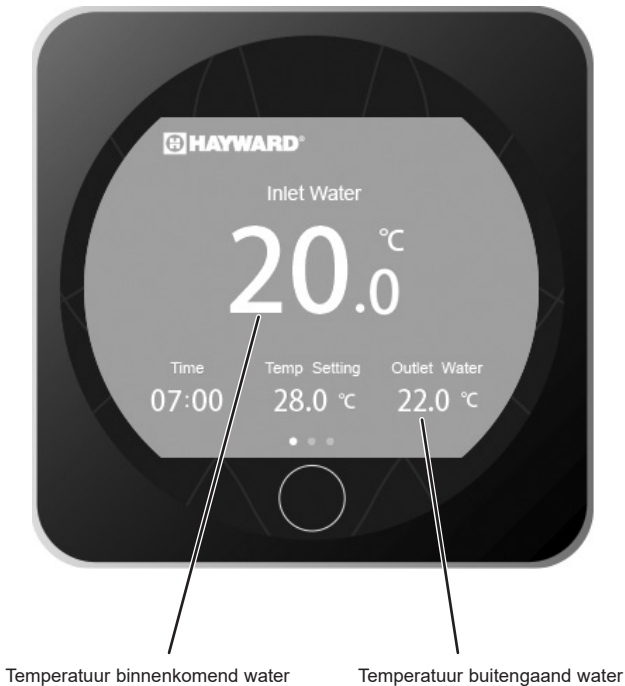 HAYWARD®
Inlet Water
20.0 °C
Time Temp Setting Outlet Water
07:00 28.0 °C 22.0 °C
Temperatuur binnenkomend water Temperatuur buitengaand water